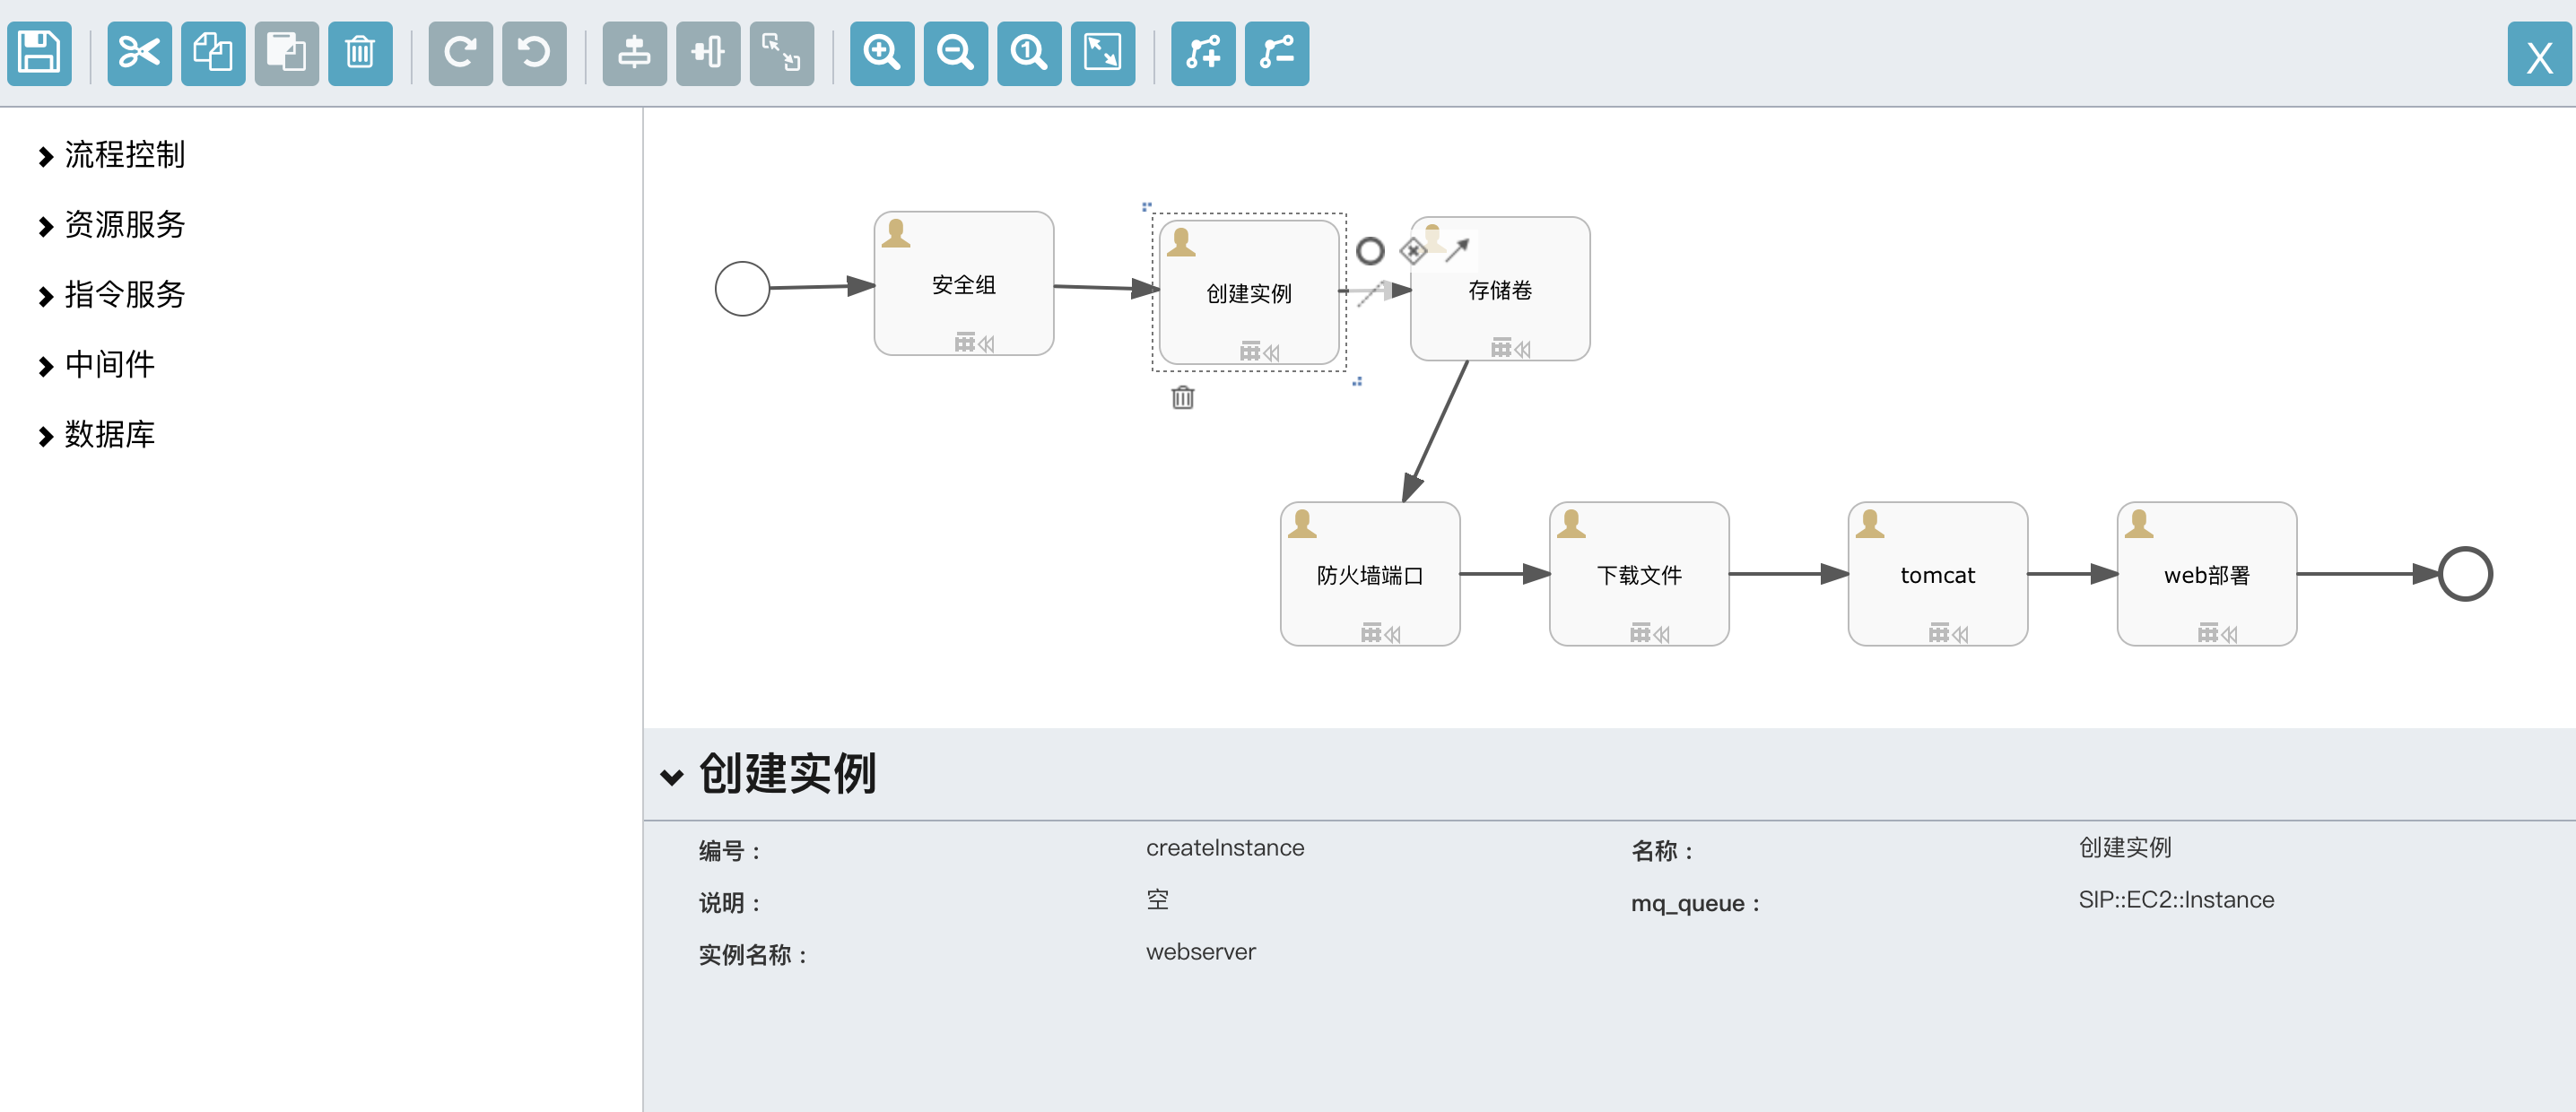 X
流程控制
资源服务
指令服务
中间件
数据库
安全组
创建实例
存储卷
防火墙端口
下载文件
tomcat
web部署
创建实例
编号：
createInstance
名称：
创建实例
说明：
空
mq_queue：
SIP::EC2::Instance
实例名称：
webserver